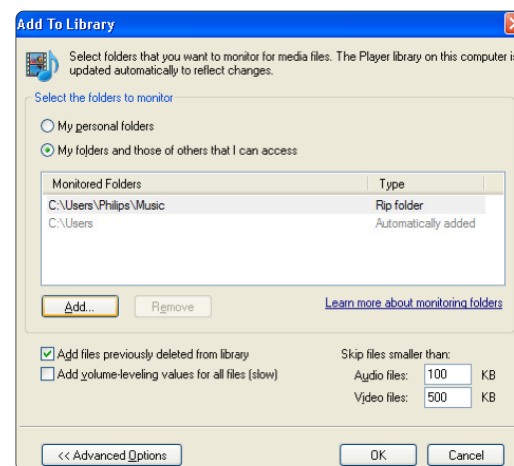 Add To Library
Select folders that you want to monitor for media files. The Player library on this computer is
updated automatically to reflect changes.
Select the folders to monitor
My personal folders
My folders and those of others that I can access
Monitored Folders Type
C:\Users\Philips\Music Rip folder
C:\Users Automatically added
Add... Remove Learn more about monitoring folders
Add files previously deleted from library Skip files smaller than:
Add volume-leveling values for all files (slow) Audio files: 100 KB
Video files: 500 KB
<< Advanced Options OK Cancel